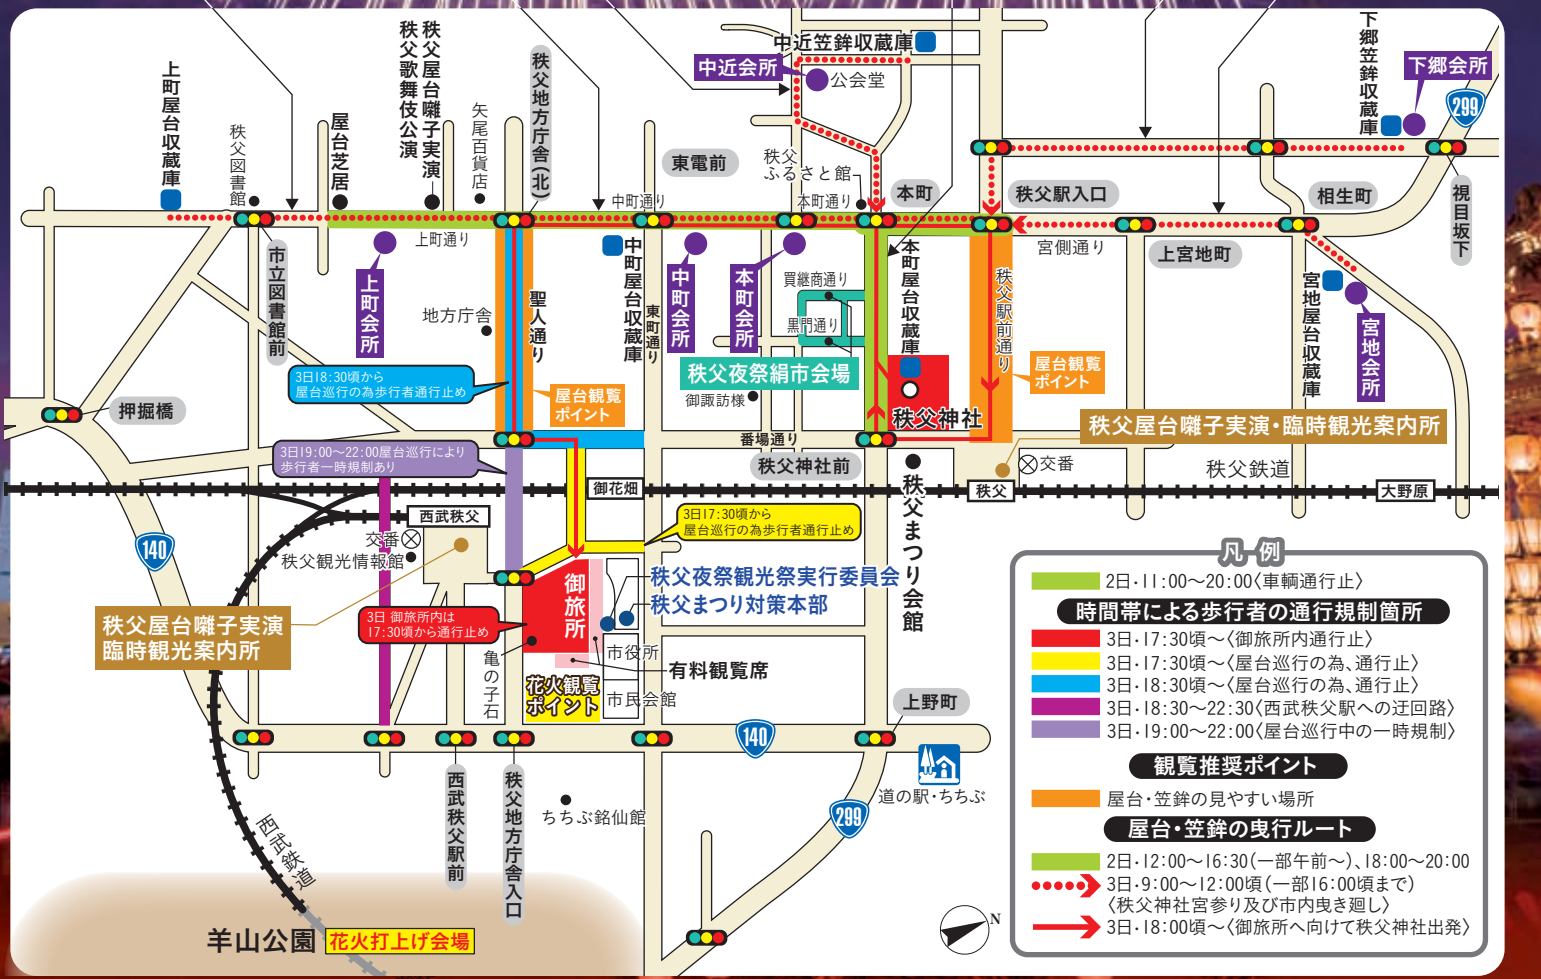 中近笠鉾収蔵庫
中近会所
公会堂
下郷笠鉾収蔵庫
下郷会所
299
上町屋台収蔵庫
秩父図書館
屋台芝居
秩父歌舞伎公演
秩父屋台囃子実演
矢尾百貨店
秩父地方庁舎(北)
東電前
秩父
ふるさと館
本町
秩父駅入口
相生町
視目坂下
中町通り
本町通り
上町通り
宮側通り
上宮地町
市立図書館前
上町会所
地方庁舎
聖人通り
中町屋台収蔵庫
東町通り
中町会所
本町会所
買継商通り
黒門通り
本町屋台収蔵庫
秩父駅前通り
宮地屋台収蔵庫
宮地会所
3日18:30頃から
屋台巡行の為歩行者通行止め
屋台観覧
ポイント
秩父夜祭絹市会場
御諏訪様
秩父神社
屋台観覧
ポイント
押掘橋
秩父屋台囃子実演・臨時観光案内所
3日19:00〜22:00屋台巡行により
歩行者一時規制あり
番場通り
秩父神社前
交番
秩父鉄道
御花畑
秩父
大野原
西武秩父
秩父まつり会館
3日17:30頃から
屋台巡行の為歩行者通行止め
140
交番
秩父観光情報館
御旅所
秩父夜祭観光祭実行委員会
秩父まつり対策本部
秩父屋台囃子実演
臨時観光案内所
3日 御旅所内は
17:30頃から通行止め
亀の子石
市役所
有料観覧席
花火観覧
ポイント
市民会館
上野町
140
道の駅・ちちぶ
西武秩父駅前
秩父地方庁舎入口
ちちぶ銘仙館
299
西武鉄道
羊山公園
花火打上げ会場
N
凡例
2日・11:00〜20:00〈車輌通行止〉
時間帯による歩行者の通行規制箇所
3日・17:30頃〜〈御旅所内通行止〉
3日・17:30頃〜〈屋台巡行の為、通行止〉
3日・18:30頃〜〈屋台巡行の為、通行止〉
3日・18:30〜22:30〈西武秩父駅への迂回路〉
3日・19:00〜22:00〈屋台巡行中の一時規制〉
観覧推奨ポイント
屋台・笠鉾の見やすい場所
屋台・笠鉾の曳行ルート
2日・12:00〜16:30(一部午前〜)、18:00〜20:00
3日・9:00〜12:00頃(一部16:00頃まで)
〈秩父神社宮参り及び市内曳き廻し〉
3日・18:00頃〜〈御旅所へ向けて秩父神社出発〉